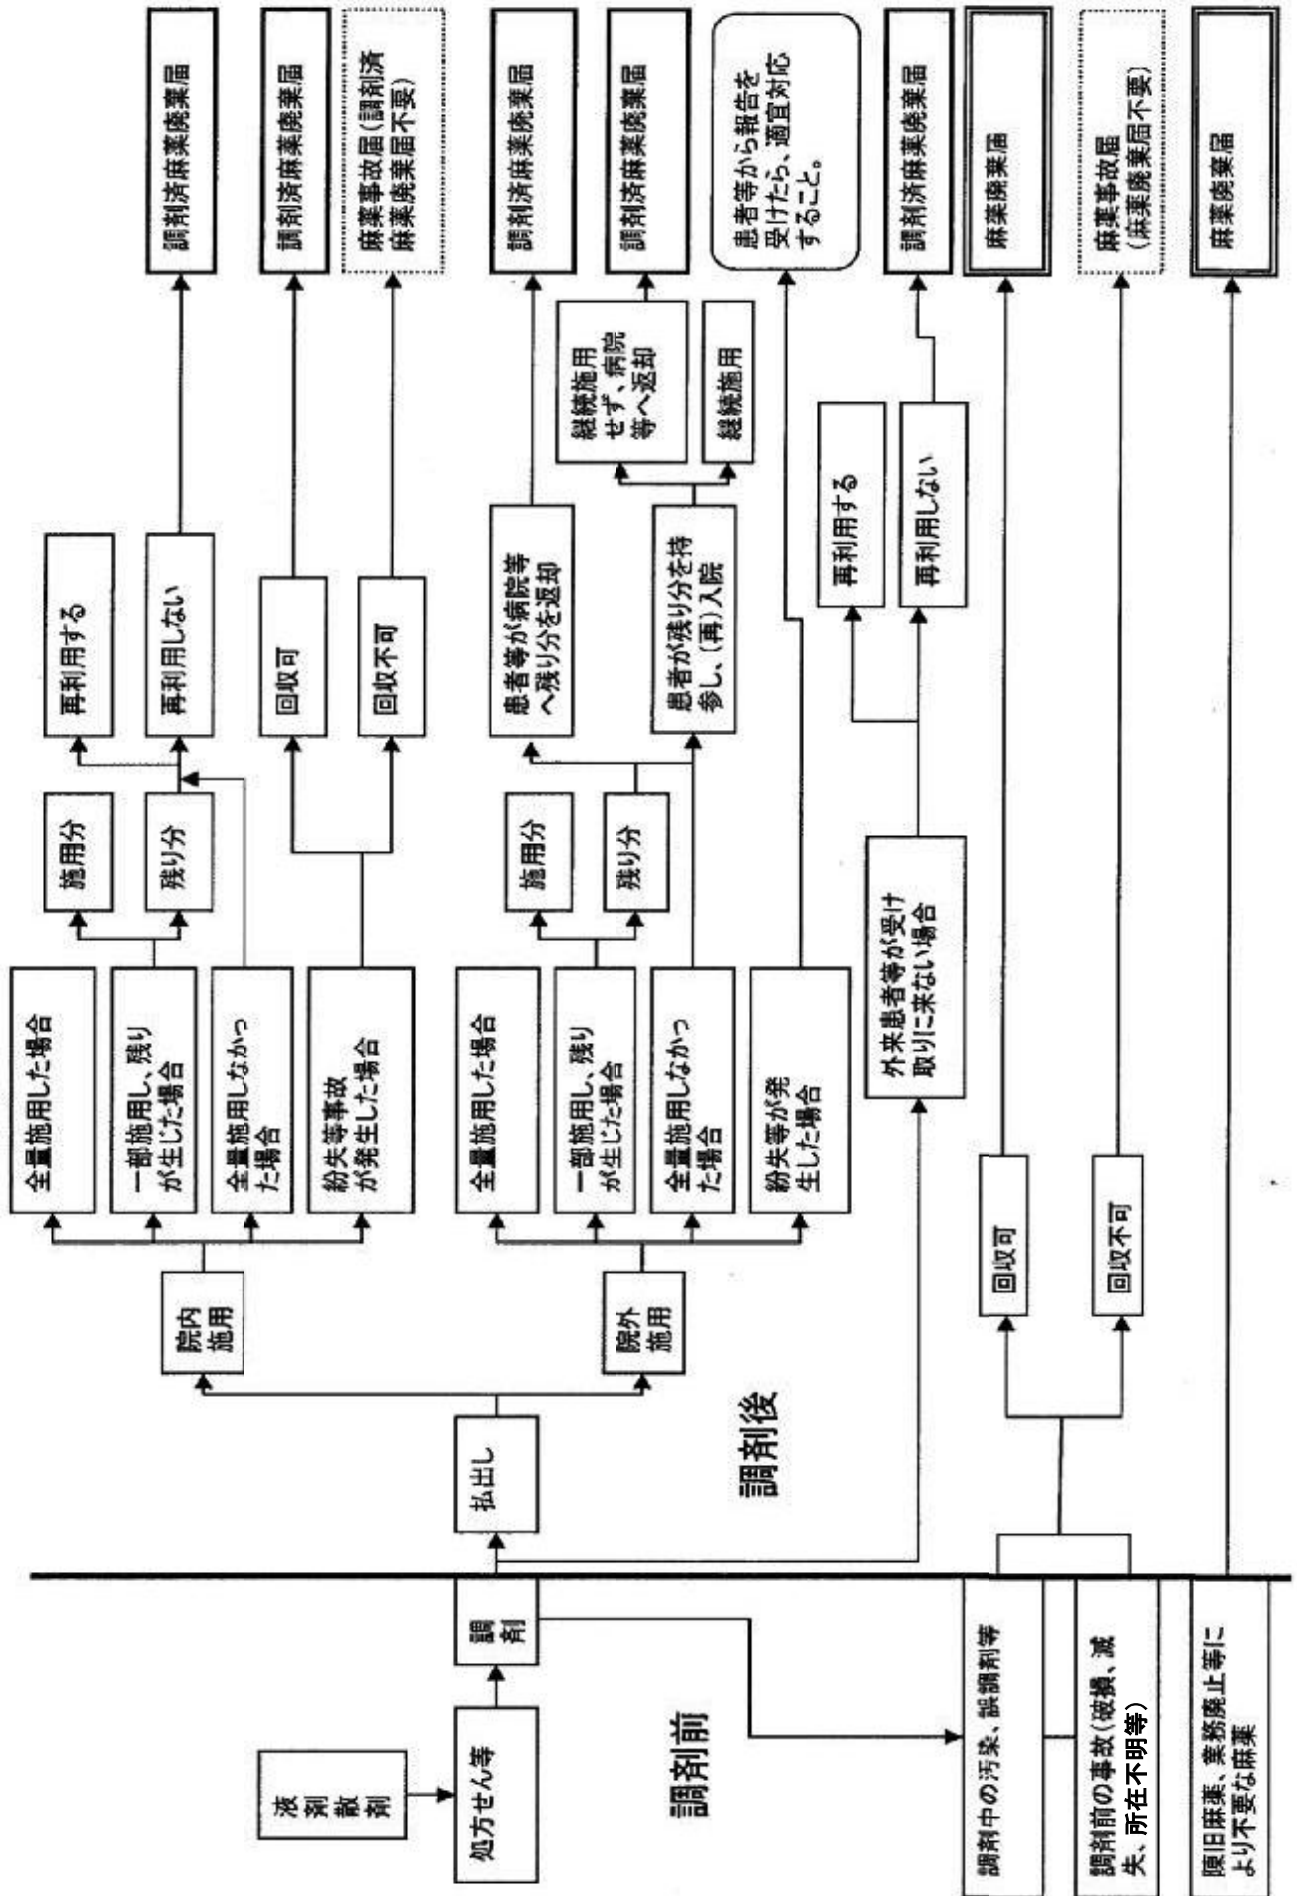 液
剤
散
剤
処方せん等
調
剤
調剤前
調剤中の汚染、誤調剤等
調剤前の事故(破損、滅
失、所在不明等)
陳旧麻薬、業務廃止等に
より不要な麻薬
払出し
調剤後
院内
施用
全量施用した場合
一部施用し、残り
が生じた場合
全量施用しなかっ
た場合
紛失等事故
が発生した場合
施用分
残り分
再利用する
再利用しない
回収可
回収不可
調剤済麻薬廃棄届
調剤済麻薬廃棄届
麻薬事故届(調剤済
麻薬廃棄届不要)
院外
施用
全量施用した場合
一部施用し、残り
が生じた場合
全量施用しなかっ
た場合
紛失等が発
生した場合
施用分
残り分
患者等が病院等
へ残り分を返却
患者が残り分を持
参し、(再)入院
継続施用
せず、病院
等へ返却
継続施用
調剤済麻薬廃棄届
調剤済麻薬廃棄届
患者等から報告を
受けたら、適宜対応
すること。
外来患者等が受け
取りに来ない場合
再利用する
再利用しない
調剤済麻薬廃棄届
回収可
回収不可
麻薬廃棄届
麻薬事故届
(麻薬廃棄届不要)
麻薬廃棄届